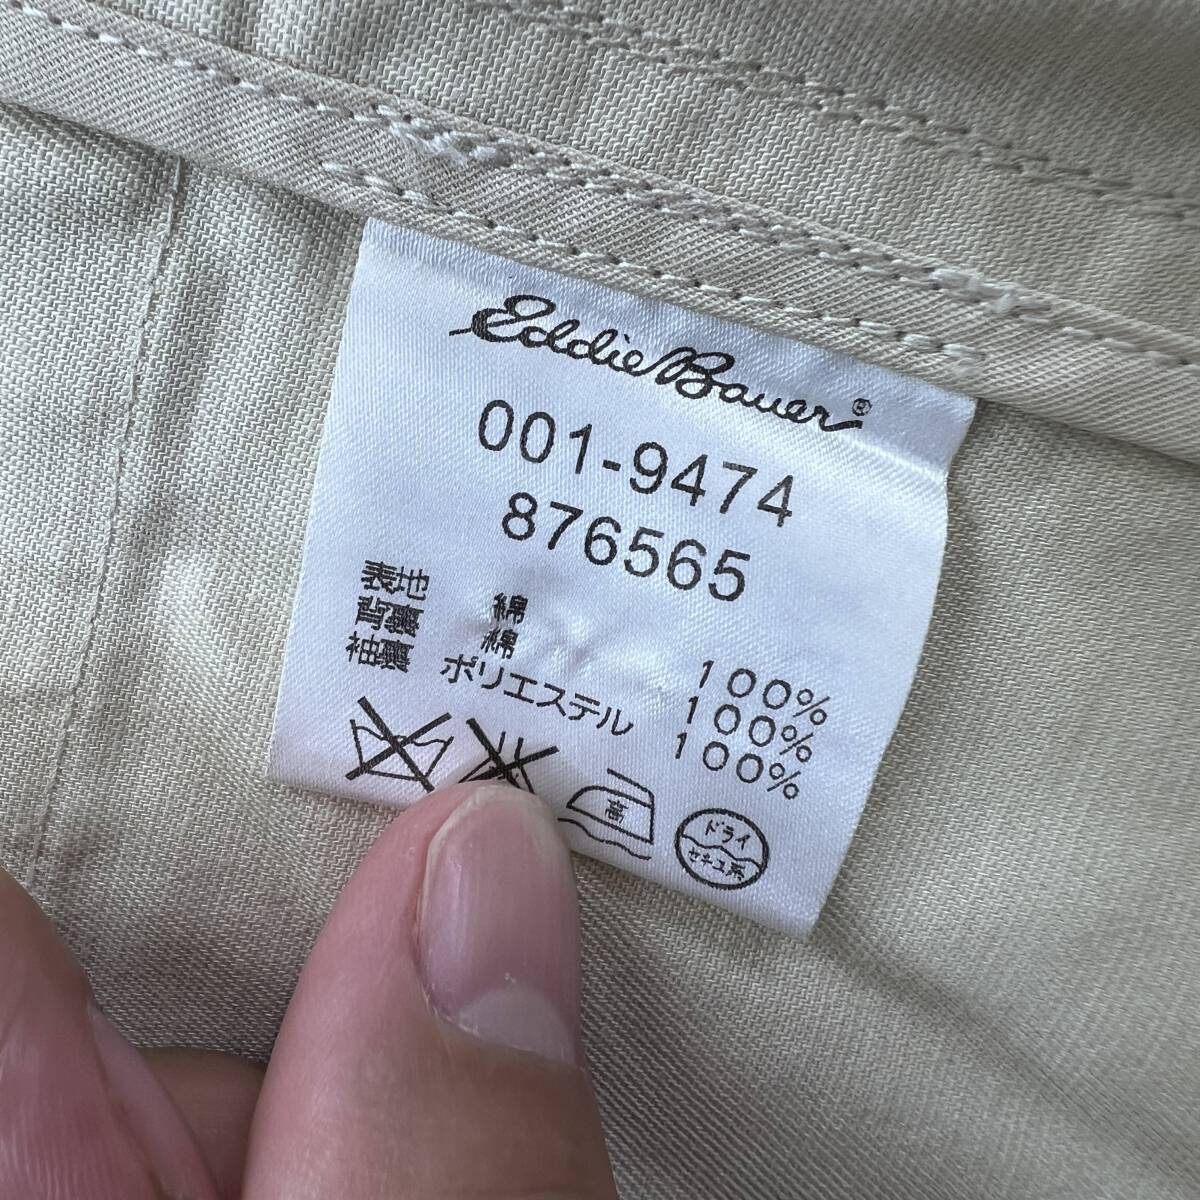 Eddie Bauer®
001-9474
876565
表地 綿 100%
背裏 綿 100%
袖裏 ポリエステル 100%
高
ドライ
セキユ系